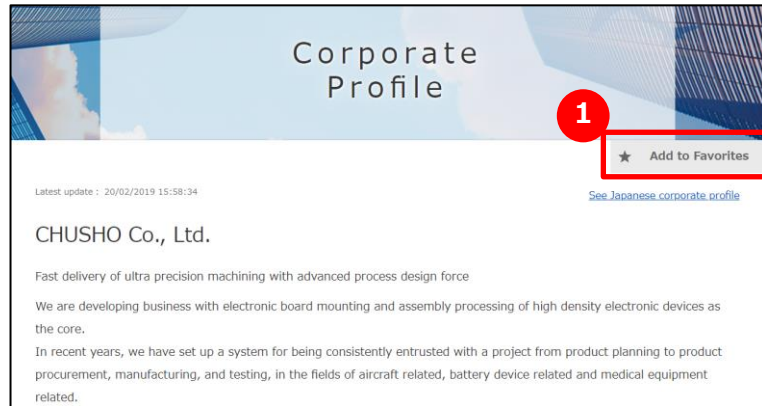 Corporate
Profile
1
★ Add to Favorites
Latest update : 20/02/2019 15:58:34
See Japanese corporate profile
CHUSHO Co., Ltd.
Fast delivery of ultra precision machining with advanced process design force
We are developing business with electronic board mounting and assembly processing of high density electronic devices as
the core.
In recent years, we have set up a system for being consistently entrusted with a project from product planning to product
procurement, manufacturing, and testing, in the fields of aircraft related, battery device related and medical equipment
related.